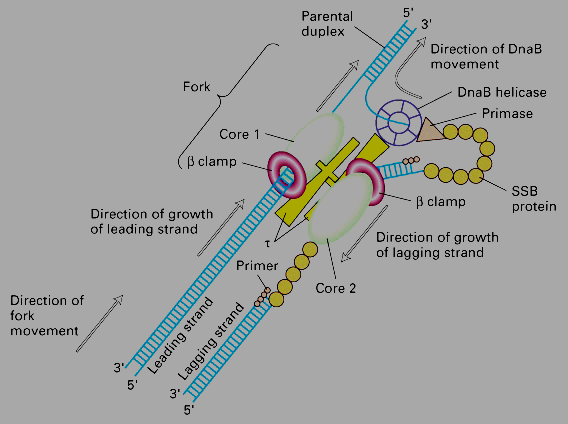 Parental
duplex
5'
3'
Direction of DnaB
movement
DnaB helicase
Primase
Fork
Core 1
β clamp
SSB
protein
β clamp
Direction of growth
of leading strand
τ
Direction of growth
of lagging strand
Primer
Core 2
Direction of
fork
movement
Leading strand
Lagging strand
3'
5'
3'
5'